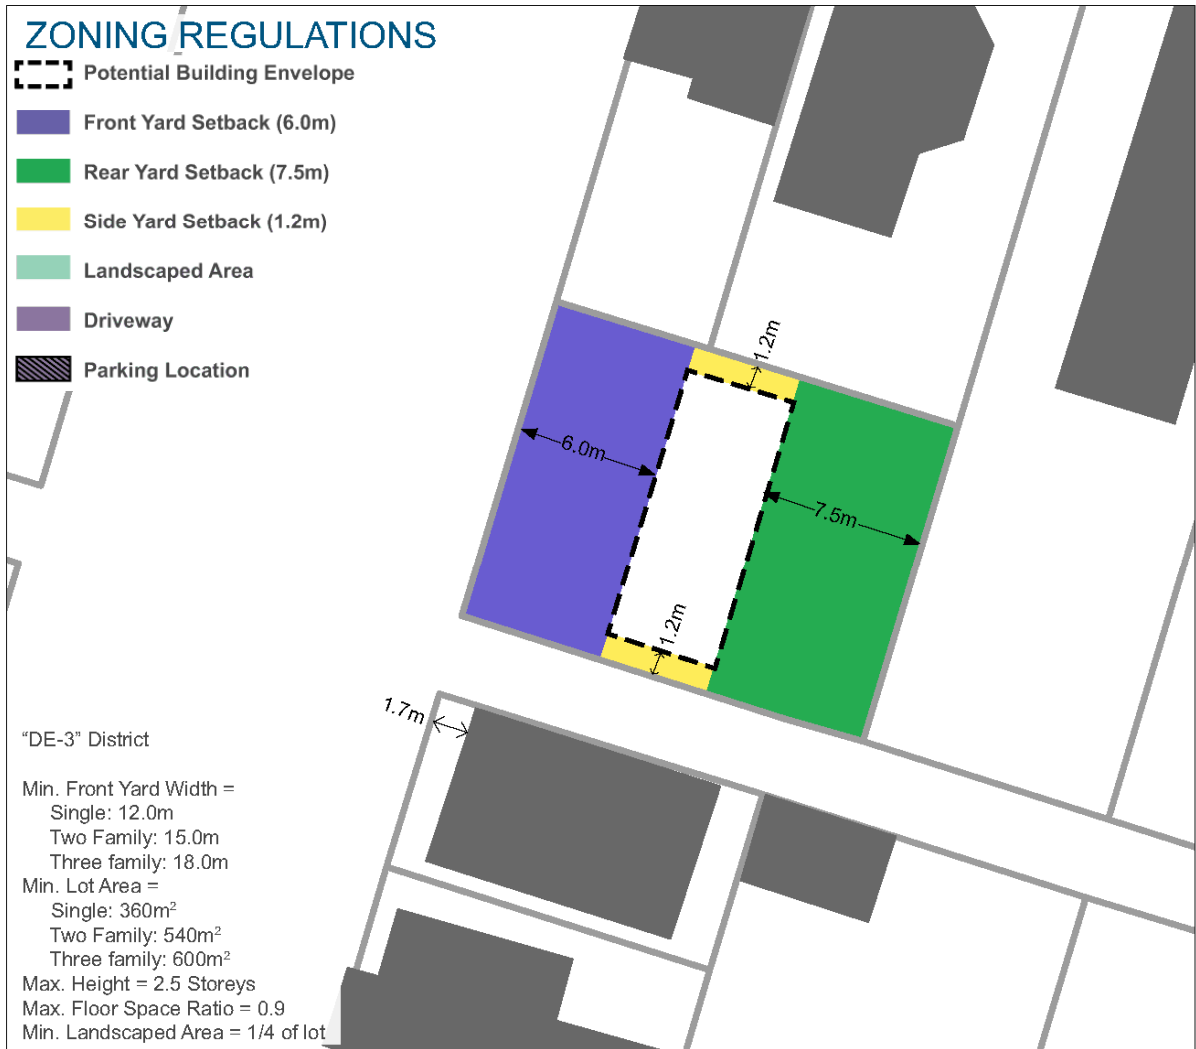 ZONING REGULATIONS
Potential Building Envelope
Front Yard Setback (6.0m)
Rear Yard Setback (7.5m)
Side Yard Setback (1.2m)
Landscaped Area
Driveway
Parking Location
1.2m
6.0m
7.5m
1.2m
1.7m
“DE-3” District
Min. Front Yard Width =
Single: 12.0m
Two Family: 15.0m
Three family: 18.0m
Min. Lot Area =
Single: 360m²
Two Family: 540m²
Three family: 600m²
Max. Height = 2.5 Storeys
Max. Floor Space Ratio = 0.9
Min. Landscaped Area = 1/4 of lot